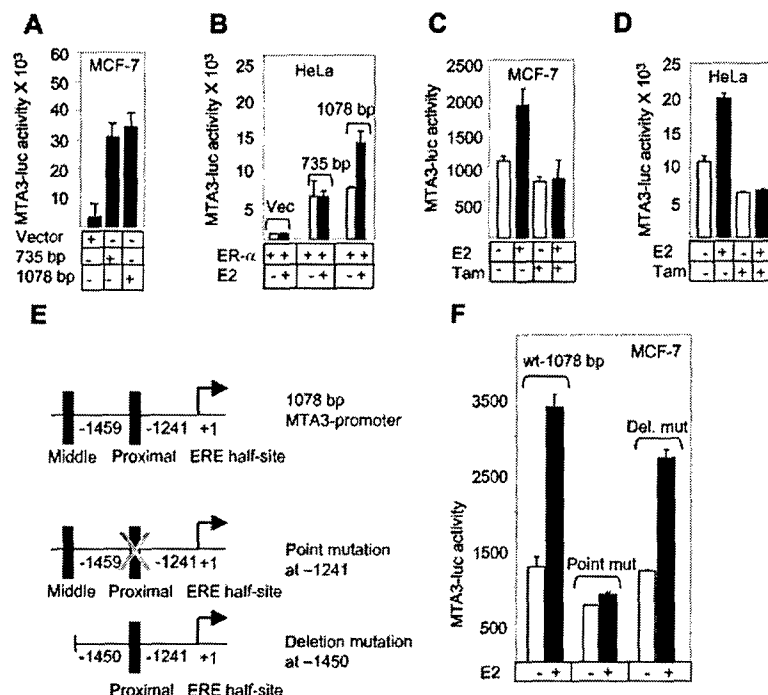 A
MTA3-luc activity X 10³
60
50
40
30
20
10
MCF-7
Vector + - -
735 bp - + -
1078 bp - - +
B
MTA3-luc activity X 10³
25
20
15
10
5
HeLa
1078 bp
735 bp
Vec
ER-α + + + + + +
E2 - + - + - +
C
MTA3-luc activity
2500
2000
1500
1000
500
MCF-7
E2 - + - +
Tam - - + +
D
MTA3-luc activity X 10³
25
20
15
10
5
HeLa
E2 - + - +
Tam - - + +
E
-1459 -1241 +1
Middle Proximal ERE half-site
1078 bp
MTA3-promoter
-1459 -1241 +1
Middle Proximal ERE half-site
Point mutation
at –1241
-1450 -1241 +1
Proximal ERE half-site
Deletion mutation
at –1450
F
MTA3-luc activity
3500
2500
1500
500
MCF-7
wt-1078 bp
Del. mut
Point mut
E2 - + - + - +